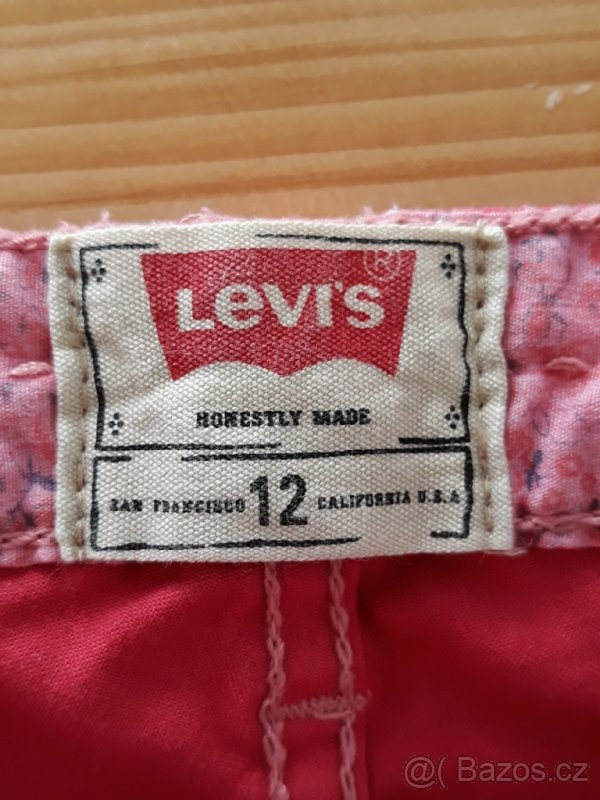 LEVI'S®
HONESTLY MADE
SAN FRANCISCO 12 CALIFORNIA U.S.A
@( Bazos.cz